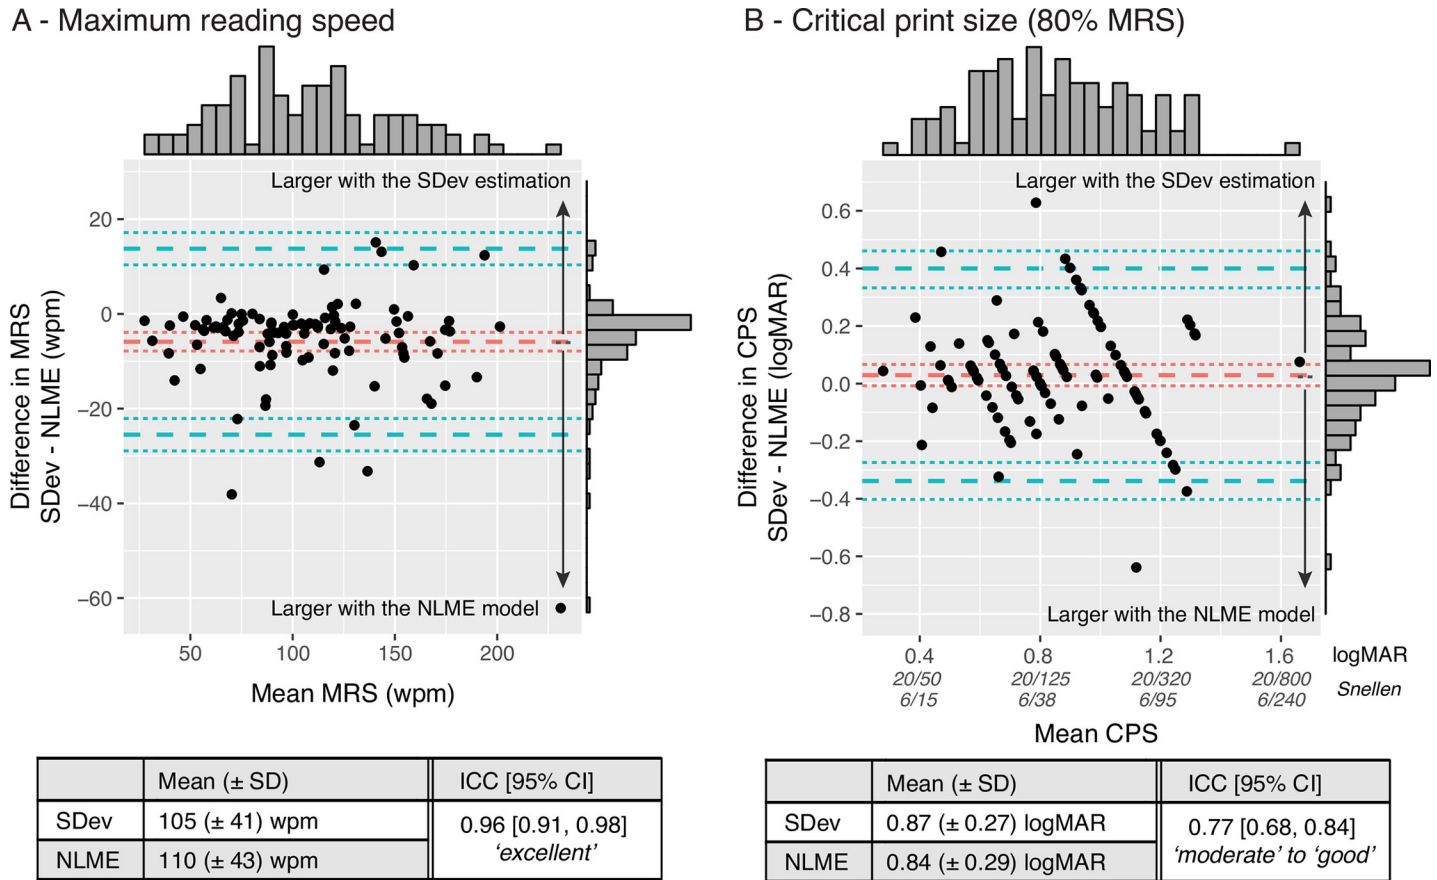 A - Maximum reading speed
Larger with the SDev estimation
20
0
−20
−40
−60
Difference in MRS
SDev - NLME (wpm)
Larger with the NLME model
50 100 150 200
Mean MRS (wpm)
Mean (± SD) ICC [95% CI]
SDev 105 (± 41) wpm 0.96 [0.91, 0.98]
NLME 110 (± 43) wpm 'excellent'
B - Critical print size (80% MRS)
Larger with the SDev estimation
0.6
0.4
0.2
0.0
−0.2
−0.4
−0.6
−0.8
Difference in CPS
SDev - NLME (logMAR)
Larger with the NLME model
0.4 0.8 1.2 1.6 logMAR
20/50 20/125 20/320 20/800 Snellen
6/15 6/38 6/95 6/240
Mean CPS
Mean (± SD) ICC [95% CI]
SDev 0.87 (± 0.27) logMAR 0.77 [0.68, 0.84]
NLME 0.84 (± 0.29) logMAR 'moderate' to 'good'